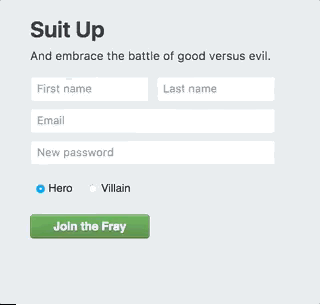 Suit Up
And embrace the battle of good versus evil.
First name Last name
Email
New password
Hero Villain
Join the Fray